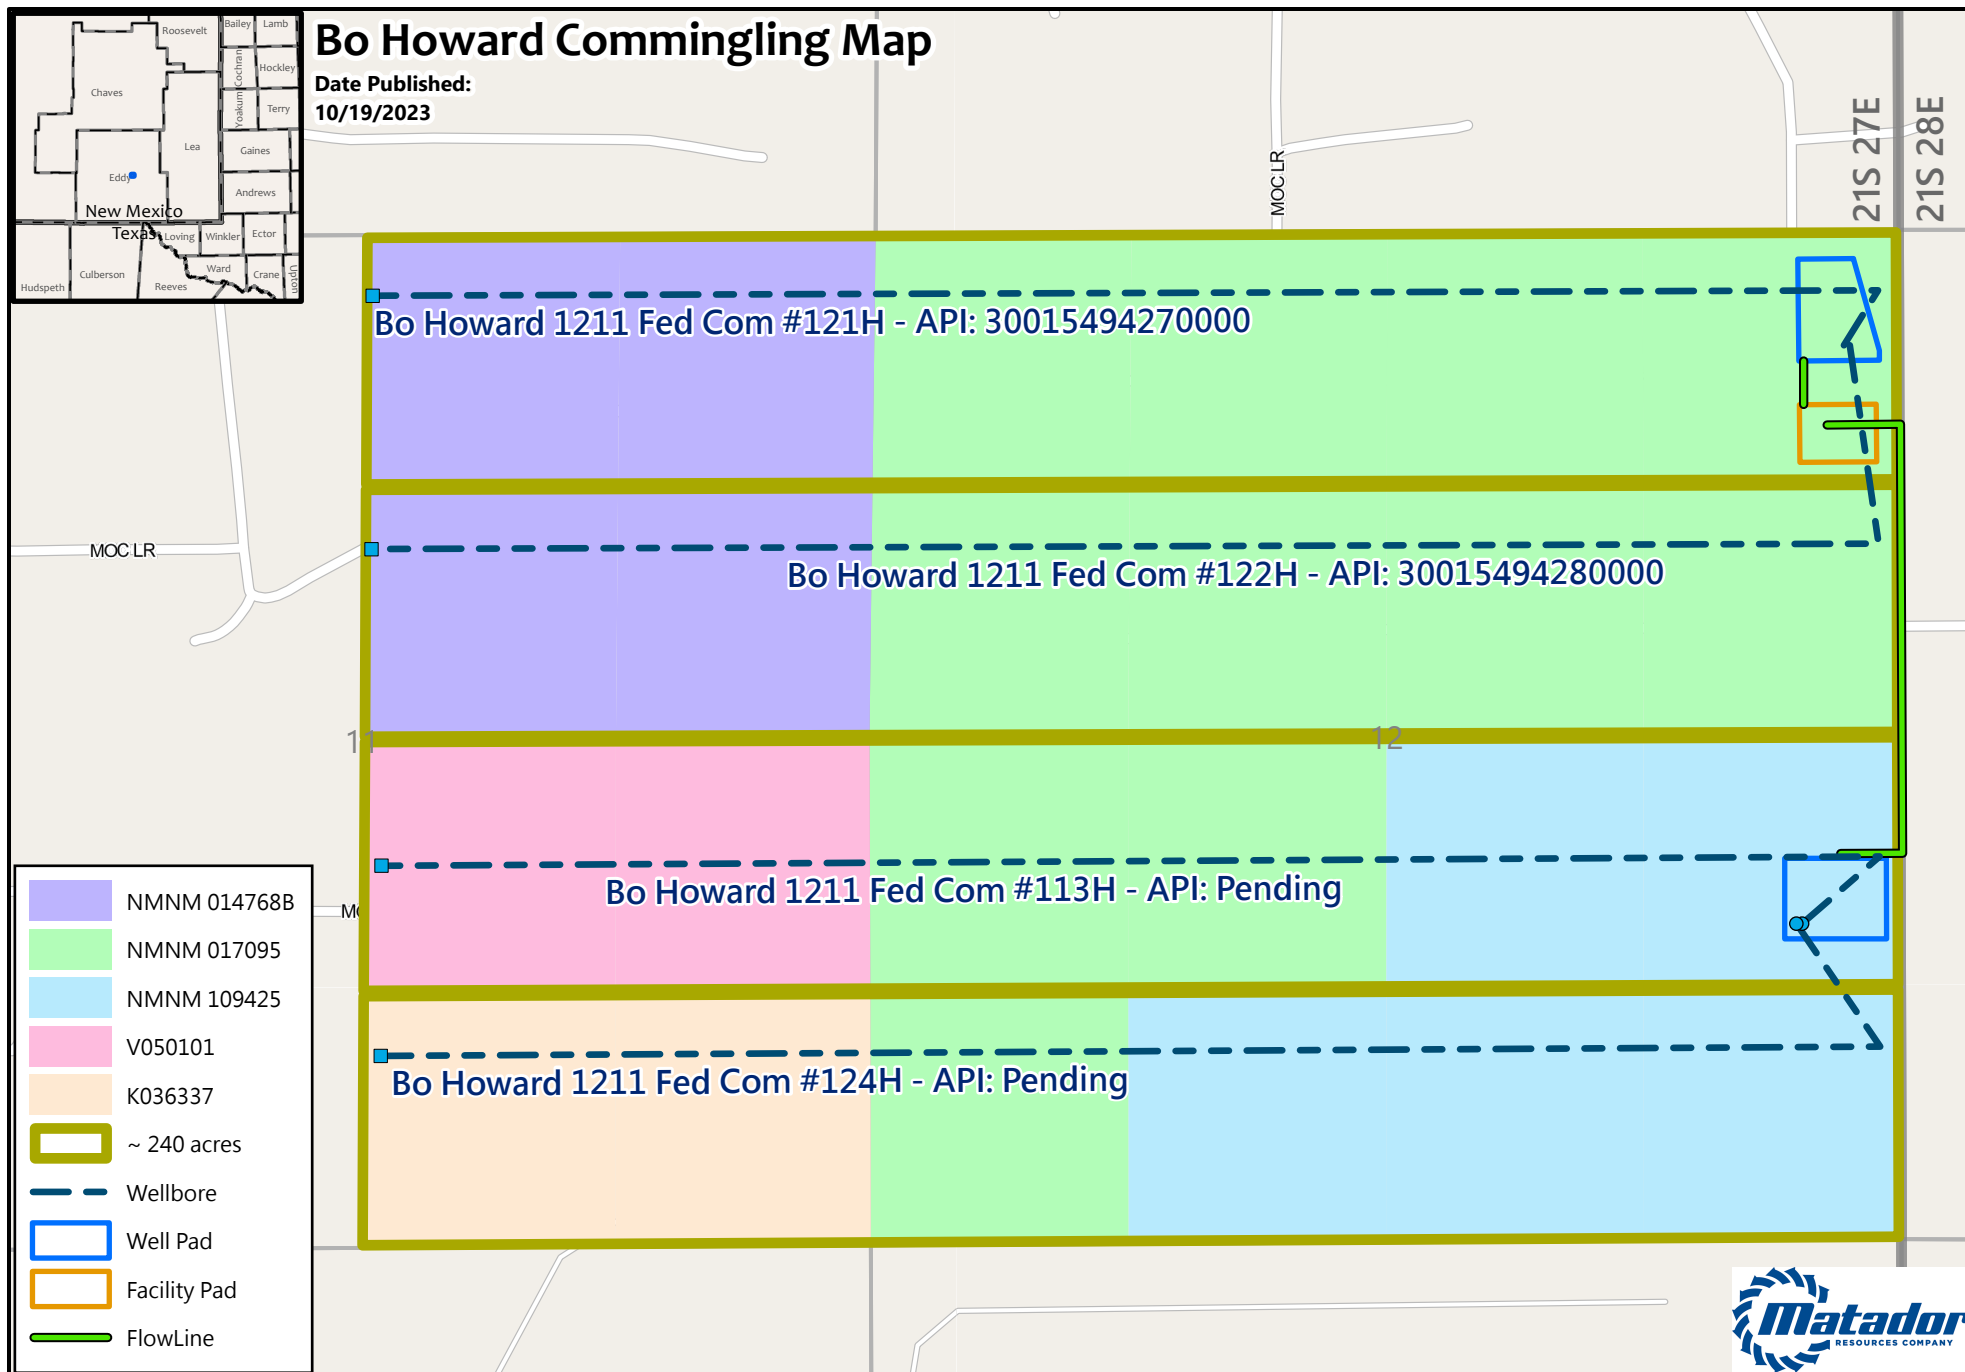 Bo Howard Commingling Map
Date Published:
10/19/2023
Roosevelt
Bailey
Lamb
Cochran
Hockley
Chaves
Yoakum
Terry
Lea
Gaines
Eddy
Andrews
New Mexico
Texas
Loving
Winkler
Ector
Ward
Crane
Upton
Hudspeth
Culberson
Reeves
MOC LR
21S 27E
21S 28E
Bo Howard 1211 Fed Com #121H - API: 30015494270000
MOC LR
Bo Howard 1211 Fed Com #122H - API: 30015494280000
11
12
Bo Howard 1211 Fed Com #113H - API: Pending
Bo Howard 1211 Fed Com #124H - API: Pending
NMNM 014768B
NMNM 017095
NMNM 109425
V050101
K036337
~ 240 acres
Wellbore
Well Pad
Facility Pad
FlowLine
Matador
RESOURCES COMPANY